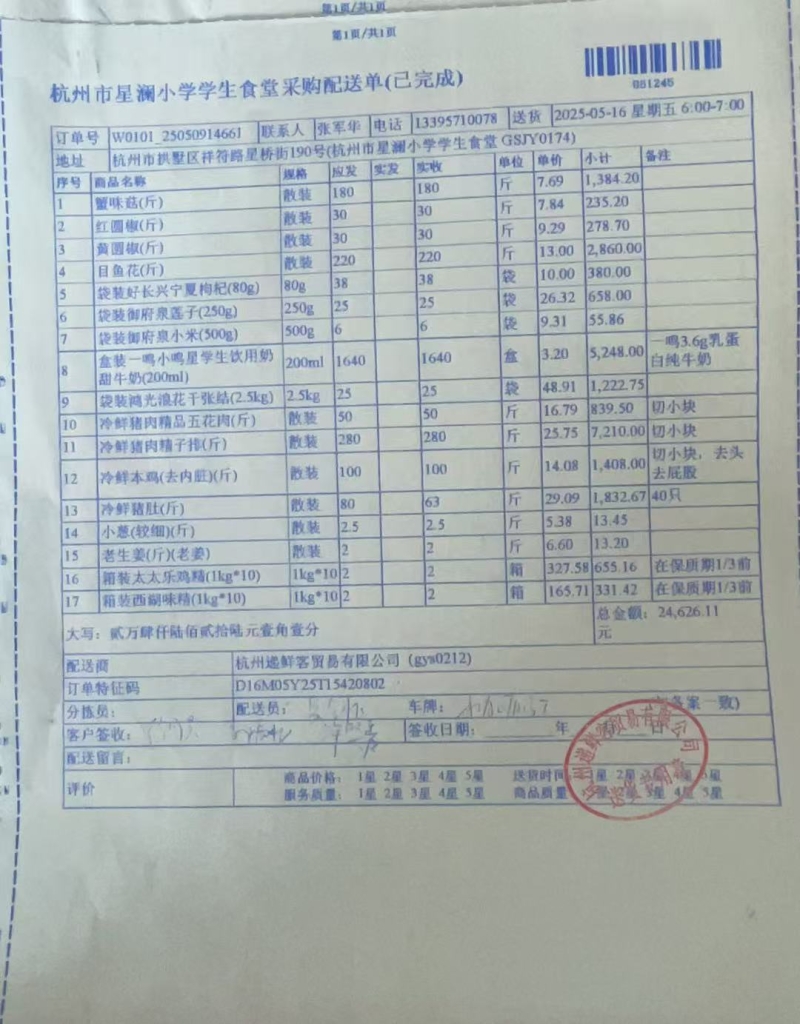 第1页/共1页
第1页/共1页
杭州市星澜小学学生食堂采购配送单(已完成)
051245
订单号 W0101_25050914661 联系人 张军华 电话 13395710078 送货 2025-05-16 星期五 6:00-7:00
地址 杭州市拱墅区祥符路星桥街190号(杭州市星澜小学学生食堂 GSJY0174)
序号 商品名称 规格 应发 实发 实收 单位 单价 小计 备注
1 蟹味菇(斤) 散装 180 180 斤 7.69 1,384.20
2 红圆椒(斤) 散装 30 30 斤 7.84 235.20
3 黄圆椒(斤) 散装 30 30 斤 9.29 278.70
4 目鱼花(斤) 散装 220 220 斤 13.00 2,860.00
5 袋装好长兴宁夏枸杞(80g) 80g 38 38 袋 10.00 380.00
6 袋装御府泉莲子(250g) 250g 25 25 袋 26.32 658.00
7 袋装御府泉小米(500g) 500g 6 6 袋 9.31 55.86
8 盒装一鸣小鸣星学生饮用奶甜牛奶(200ml) 200ml 1640 1640 盒 3.20 5,248.00 一鸣3.6g乳蛋白纯牛奶
9 袋装鸿光浪花千张结(2.5kg) 2.5kg 25 25 袋 48.91 1,222.75
10 冷鲜猪肉精品五花肉(斤) 散装 50 50 斤 16.79 839.50 切小块
11 冷鲜猪肉精子排(斤) 散装 280 280 斤 25.75 7,210.00 切小块
12 冷鲜本鸡(去内脏)(斤) 散装 100 100 斤 14.08 1,408.00 切小块，去头去屁股
13 冷鲜猪肚(斤) 散装 80 63 斤 29.09 1,832.67 40只
14 小葱(较细)(斤) 散装 2.5 2.5 斤 5.38 13.45
15 老生姜(斤)(老姜) 散装 2 2 斤 6.60 13.20
16 箱装太太乐鸡精(1kg*10) 1kg*10 2 2 箱 327.58 655.16 在保质期1/3前
17 箱装西湖味精(1kg*10) 1kg*10 2 2 箱 165.71 331.42 在保质期1/3前
大写：贰万肆仟陆佰贰拾陆元壹角壹分 总金额：24,626.11元
配送商 杭州递鲜客贸易有限公司 (gys0212)
订单特征码 D16M05Y25T15420802
分拣员： 配送员： 车牌： 备案一致)
客户签收： 签收日期： 年 月 日
配送留言：
评价 商品价格： 1星 2星 3星 4星 5星 送货时间 1星 2星 3星 4星 5星
服务质量： 1星 2星 3星 4星 5星 商品质量 4星 5星